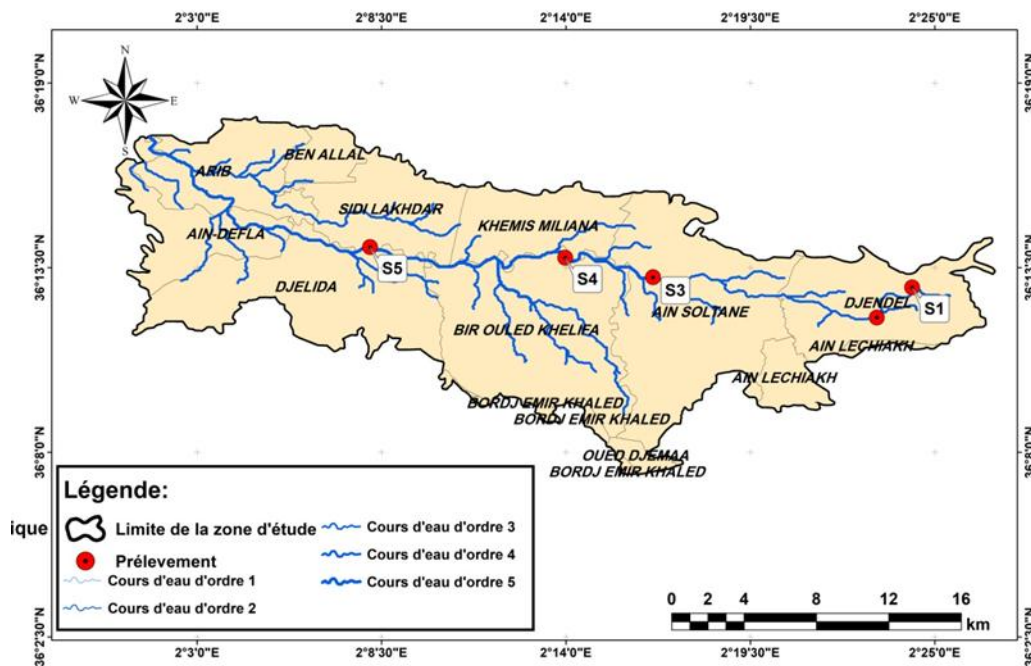 2°3'0"E 2°8'30"E 2°14'0"E 2°19'30"E 2°25'0"E
36°19'0"N 36°19'0"N
N
W E
S
BEN ALLAL
ARIB
SIDI LAKHDAR
KHEMIS MILIANA
AIN-DEFLA
36°13'30"N 36°13'30"N
S5
S4
S3
S1
DJELIDA
DJENDEL
AIN SOLTANE
BIR OULED KHELIFA
AIN LECHIAKH
AIN LECHIAKH
BORDJ EMIR KHALED
BORDJ EMIR KHALED
36°8'0"N 36°8'0"N
OUED DJEMAA
BORDJ EMIR KHALED
Légende:
ique
Limite de la zone d'étude
Prélevement
Cours d'eau d'ordre 1
Cours d'eau d'ordre 2
Cours d'eau d'ordre 3
Cours d'eau d'ordre 4
Cours d'eau d'ordre 5
0 2 4 8 12 16
km
36°2'30"N 36°2'30"N
2°3'0"E 2°8'30"E 2°14'0"E 2°19'30"E 2°25'0"E